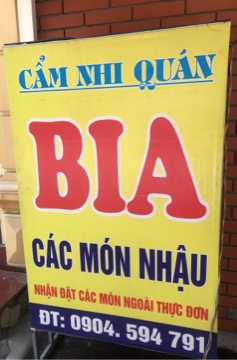 CẨM NHI QUÁN
BIA
CÁC MÓN NHẬU
NHẬN ĐẶT CÁC MÓN NGOÀI THỰC ĐƠN
ĐT: 0904. 594 791